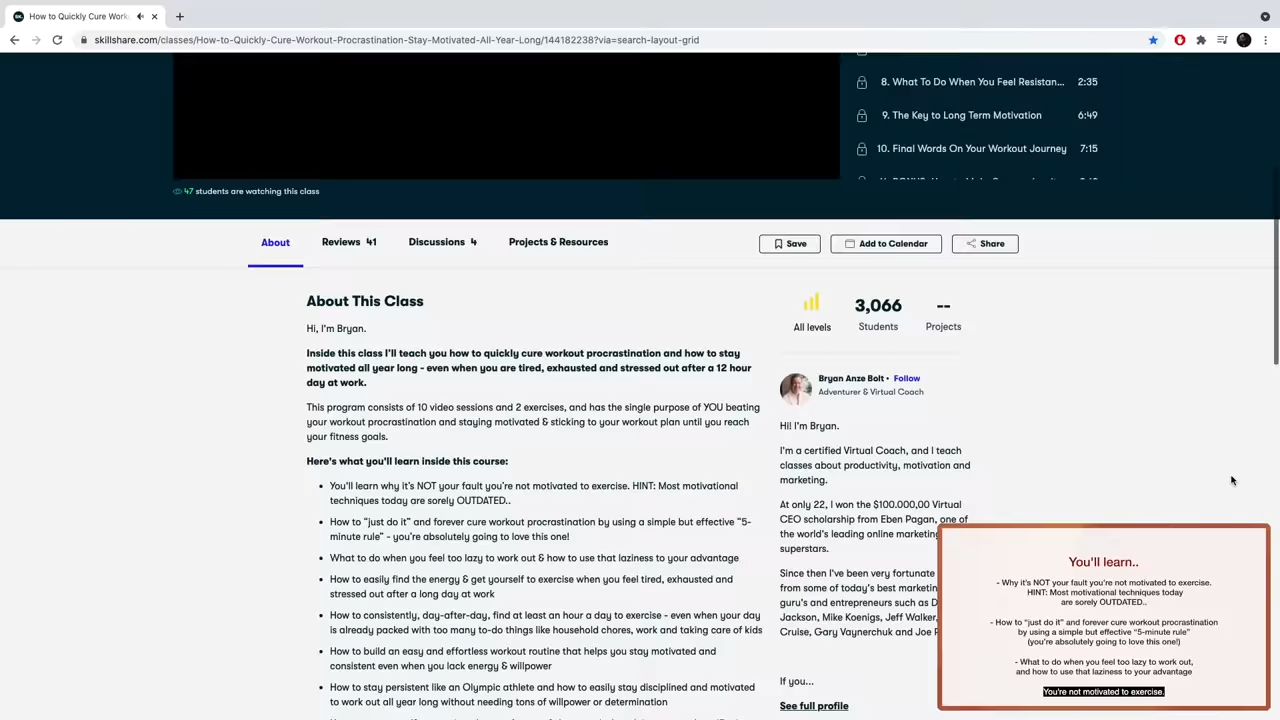 How to Quickly Cure Work
skillshare.com/classes/How-to-Quickly-Cure-Workout-Procrastination-Stay-Motivated-All-Year-Long/144182238?via=search-layout-grid
8. What To Do When You Feel Resistan... 2:35
9. The Key to Long Term Motivation 6:49
10. Final Words On Your Workout Journey 7:15
47 students are watching this class
About Reviews 41 Discussions 4 Projects & Resources Save Add to Calendar Share
About This Class
Hi, I'm Bryan.
Inside this class I'll teach you how to quickly cure workout procrastination and how to stay
motivated all year long - even when you are tired, exhausted and stressed out after a 12 hour
day at work.
This program consists of 10 video sessions and 2 exercises, and has the single purpose of YOU beating
your workout procrastination and staying motivated & sticking to your workout plan until you reach
your fitness goals.
Here's what you'll learn inside this course:
You'll learn why it's NOT your fault you're not motivated to exercise. HINT: Most motivational
techniques today are sorely OUTDATED..
How to "just do it" and forever cure workout procrastination by using a simple but effective "5-
minute rule" - you're absolutely going to love this one!
What to do when you feel too lazy to work out & how to use that laziness to your advantage
How to easily find the energy & get yourself to exercise when you feel tired, exhausted and
stressed out after a long day at work
How to consistently, day-after-day, find at least an hour a day to exercise - even when your day
is already packed with too many to-do things like household chores, work and taking care of kids
How to build an easy and effortless workout routine that helps you stay motivated and
consistent even when you lack energy & willpower
How to stay persistent like an Olympic athlete and how to easily stay disciplined and motivated
to work out all year long without needing tons of willpower or determination
3,066 --
All levels Students Projects
Bryan Anze Bolt • Follow
Adventurer & Virtual Coach
Hi! I'm Bryan.
I'm a certified Virtual Coach, and I teach
classes about productivity, motivation and
marketing.
At only 22, I won the $100.000,00 Virtual
CEO scholarship from Eben Pagan, one of
the world's leading online marketing
superstars.
Since then I've been very fortunate
from some of today's best marketin
guru's and entrepreneurs such as D
Jackson, Mike Koenigs, Jeff Walker,
Cruise, Gary Vaynerchuk and Joe P
If you...
See full profile
You'll learn..
- Why it's NOT your fault you're not motivated to exercise.
HINT: Most motivational techniques today
are sorely OUTDATED..
- How to "just do it" and forever cure workout procrastination
by using a simple but effective "5-minute rule"
(you're absolutely going to love this one!)
- What to do when you feel too lazy to work out,
and how to use that laziness to your advantage
You're not motivated to exercise.